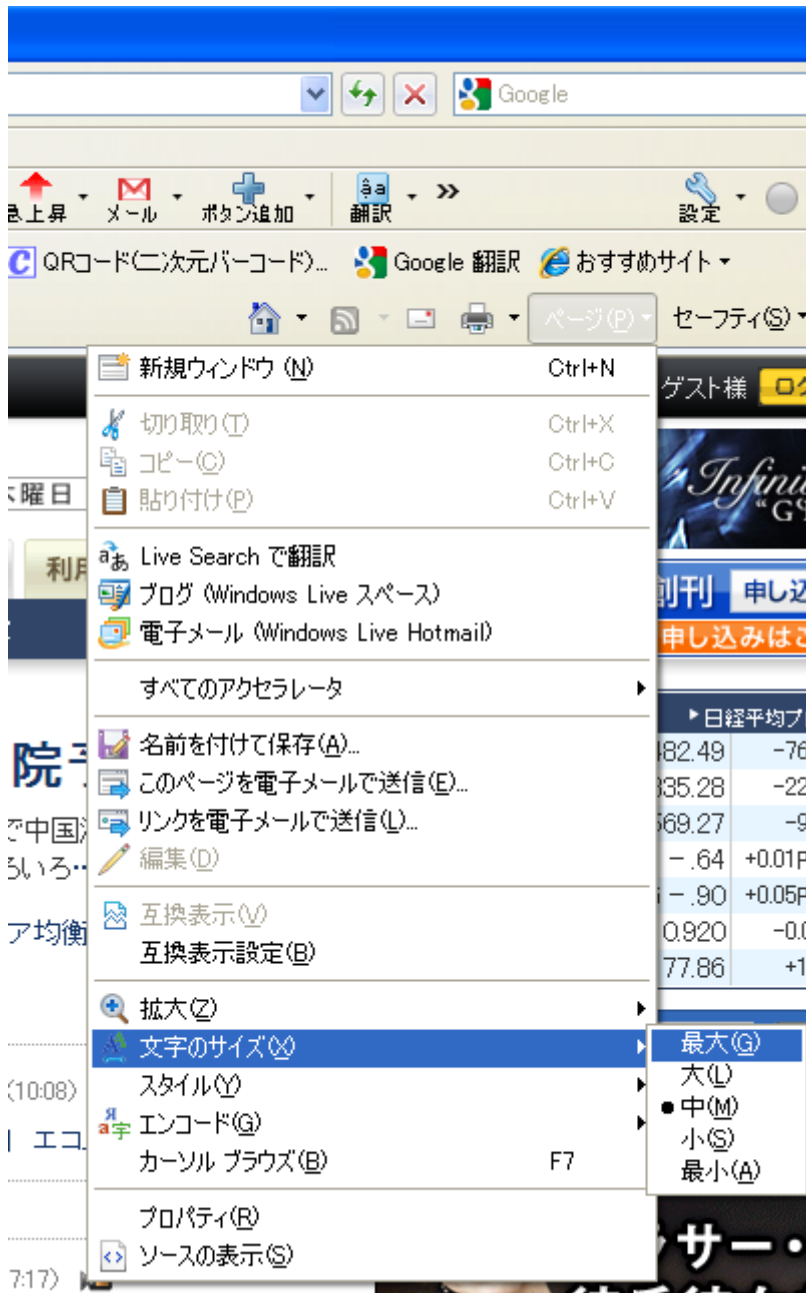 Google
急上昇 メール ボタン追加 翻訳 » 設定
QRコード(二次元バーコード)... Google 翻訳 おすすめサイト
ページ(P) セーフティ(S)
新規ウィンドウ (N) Ctrl+N
切り取り(T) Ctrl+X
コピー(C) Ctrl+C
貼り付け(P) Ctrl+V
Live Search で翻訳
ブログ (Windows Live スペース)
電子メール (Windows Live Hotmail)
すべてのアクセラレータ
名前を付けて保存(A)...
このページを電子メールで送信(E)...
リンクを電子メールで送信(L)...
編集(D)
互換表示(V)
互換表示設定(B)
拡大(Z)
文字のサイズ(X)
スタイル(Y)
エンコード(G)
カーソル ブラウズ(B) F7
プロパティ(R)
ソースの表示(S)
最大(G)
大(L)
中(M)
小(S)
最小(A)
ゲスト様
曜日
利用
創刊 申し込
申し込みはこ
日経平均プ
482.49 -76
335.28 -22
569.27 -9
- .64 +0.01P
- .90 +0.05P
0.920 -0.0
77.86 +1
院
で中国
ろいろ…
ア均衡
(10:08)
エコ
7:17)
サー・